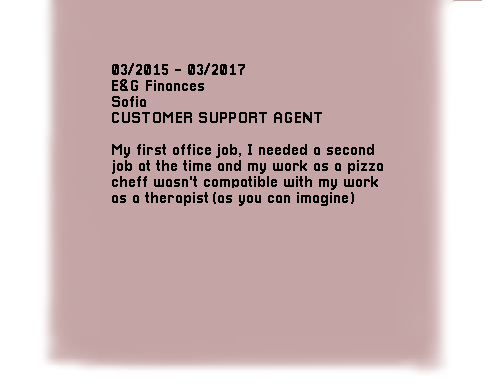 03/2015 - 03/2017
E&G Finances
Sofia
CUSTOMER SUPPORT AGENT
My first office job, I needed a second
job at the time and my work as a pizza
cheff wasn't compatible with my work
as a therapist (as you can imagine)